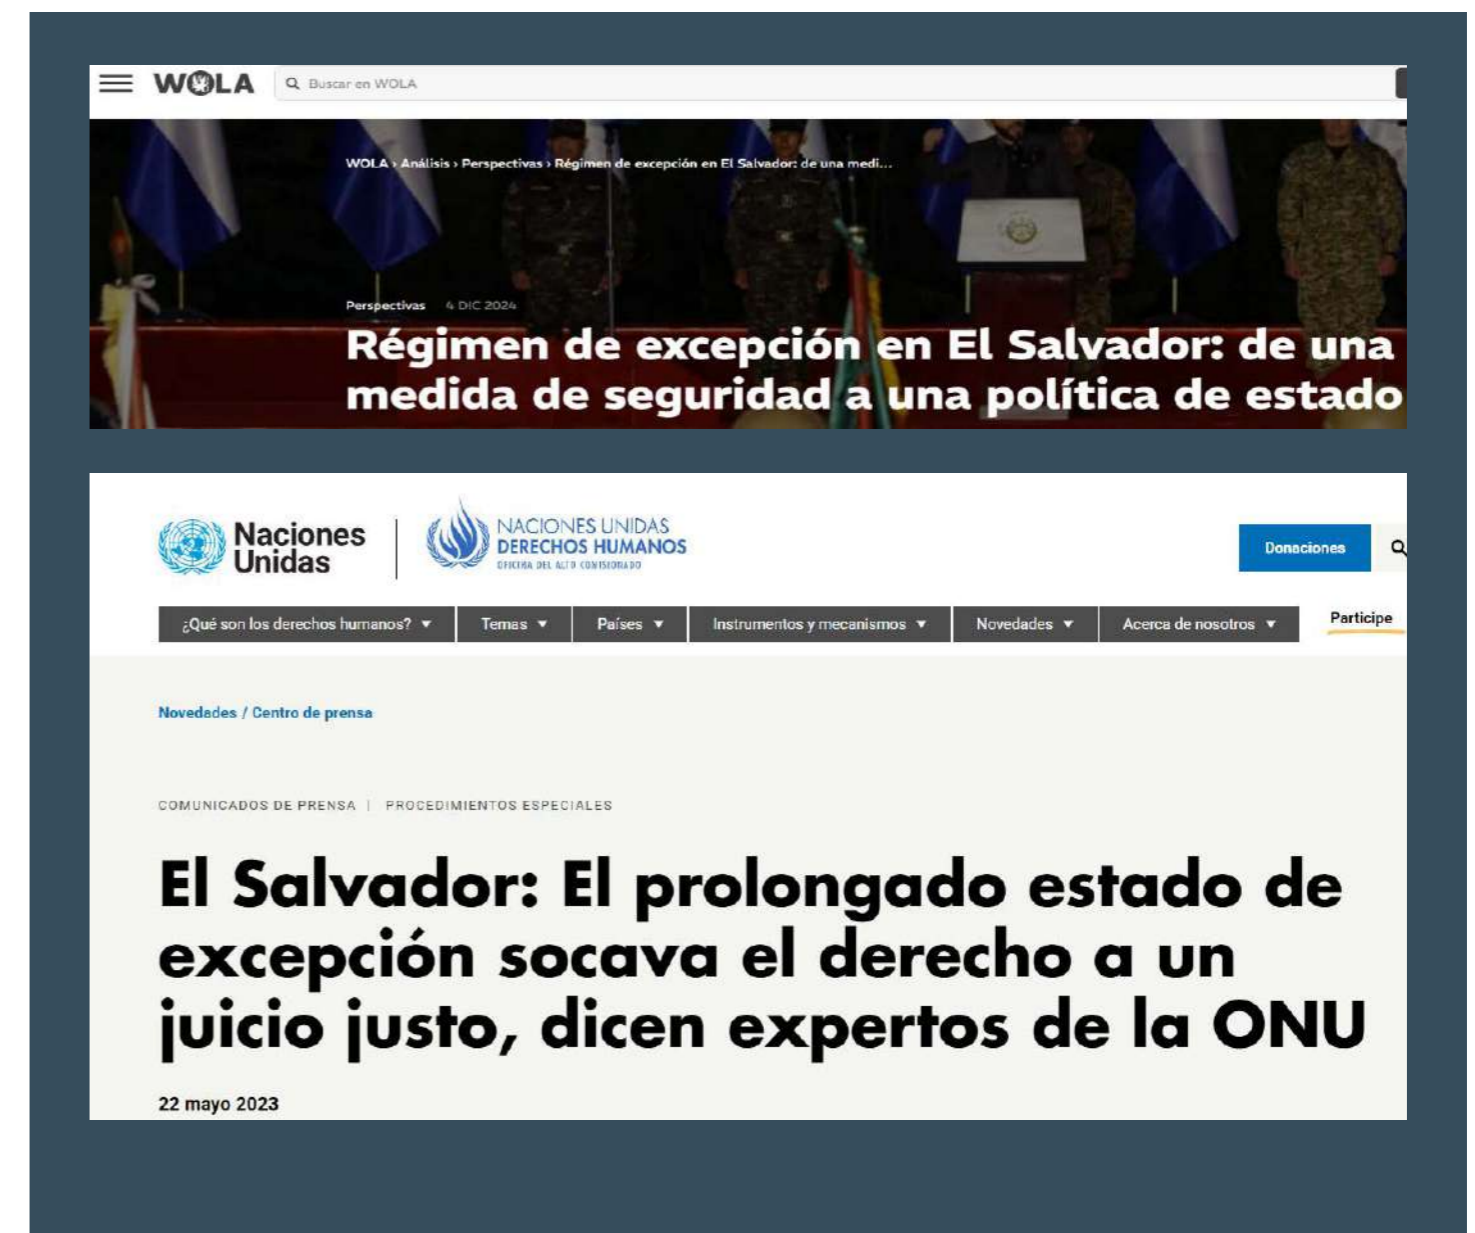 WOLA
Buscar en WOLA
WOLA › Análisis › Perspectivas › Régimen de excepción en El Salvador: de una medi...
Perspectivas 4 DIC 2024
Régimen de excepción en El Salvador: de una
medida de seguridad a una política de estado
Naciones
Unidas
NACIONES UNIDAS
DERECHOS HUMANOS
OFICINA DEL ALTO COMISIONADO
Donaciones
¿Qué son los derechos humanos? ▼ Temas ▼ Países ▼ Instrumentos y mecanismos ▼ Novedades ▼ Acerca de nosotros ▼ Participe
Novedades / Centro de prensa
COMUNICADOS DE PRENSA | PROCEDIMIENTOS ESPECIALES
El Salvador: El prolongado estado de
excepción socava el derecho a un
juicio justo, dicen expertos de la ONU
22 mayo 2023